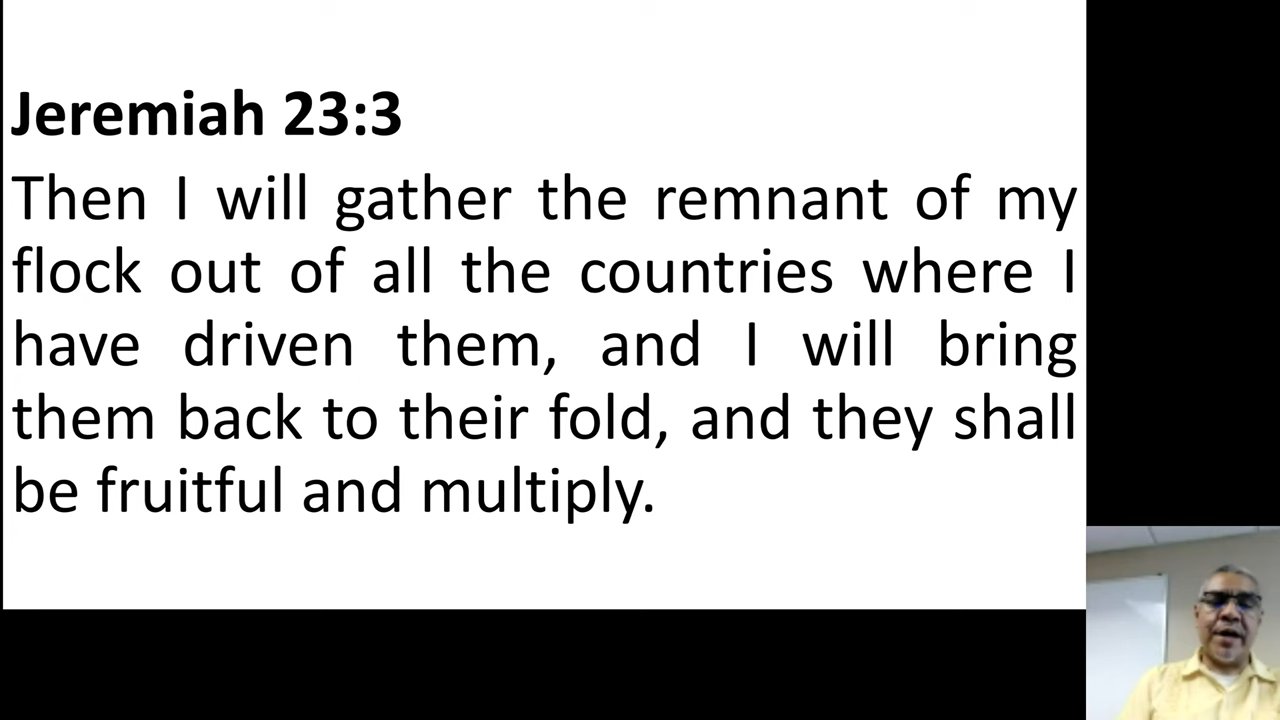 Jeremiah 23:3
Then I will gather the remnant of my
flock out of all the countries where I
have driven them, and I will bring
them back to their fold, and they shall
be fruitful and multiply.